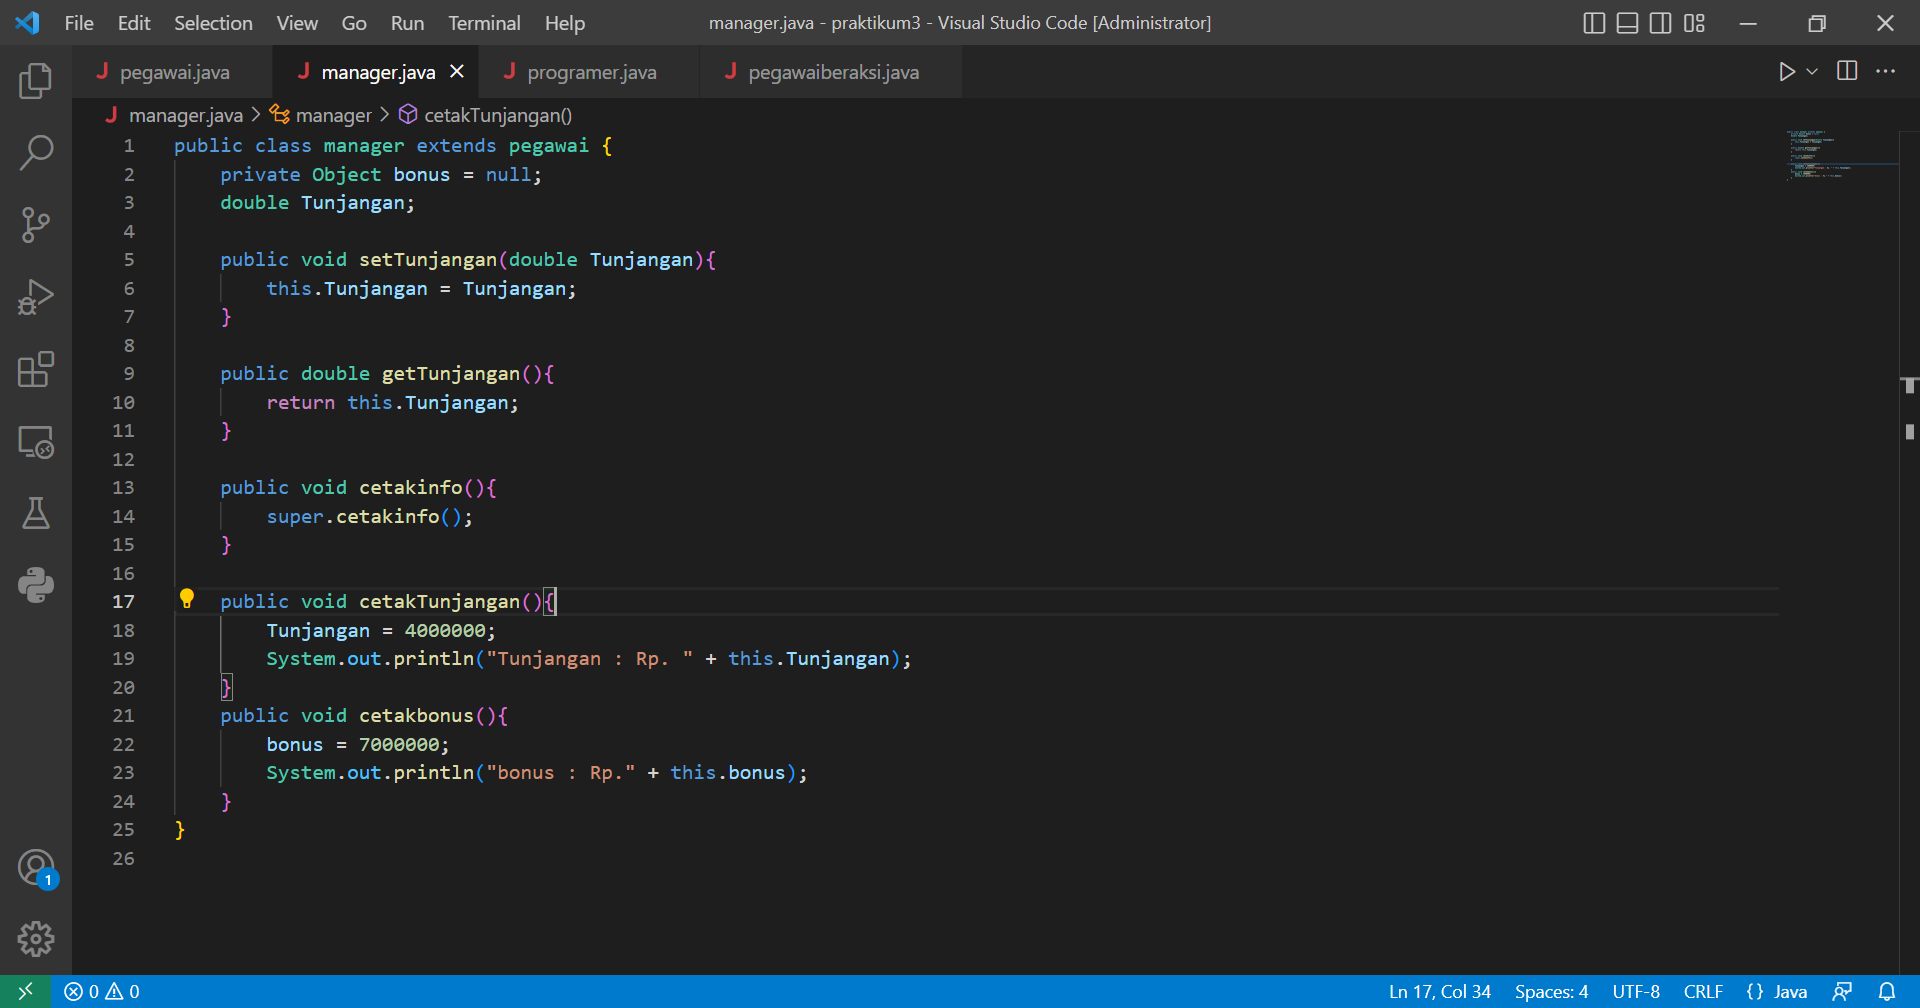 File Edit Selection View Go Run Terminal Help manager.java - praktikum3 - Visual Studio Code [Administrator]
pegawai.java manager.java programer.java pegawaiberaksi.java
manager.java > manager > cetakTunjangan()
1 public class manager extends pegawai {
2 private Object bonus = null;
3 double Tunjangan;
4
5 public void setTunjangan(double Tunjangan){
6 this.Tunjangan = Tunjangan;
7 }
8
9 public double getTunjangan(){
10 return this.Tunjangan;
11 }
12
13 public void cetakinfo(){
14 super.cetakinfo();
15 }
16
17 public void cetakTunjangan(){
18 Tunjangan = 4000000;
19 System.out.println("Tunjangan : Rp. " + this.Tunjangan);
20 }
21 public void cetakbonus(){
22 bonus = 7000000;
23 System.out.println("bonus : Rp." + this.bonus);
24 }
25 }
26
1
0 0 Ln 17, Col 34 Spaces: 4 UTF-8 CRLF {} Java